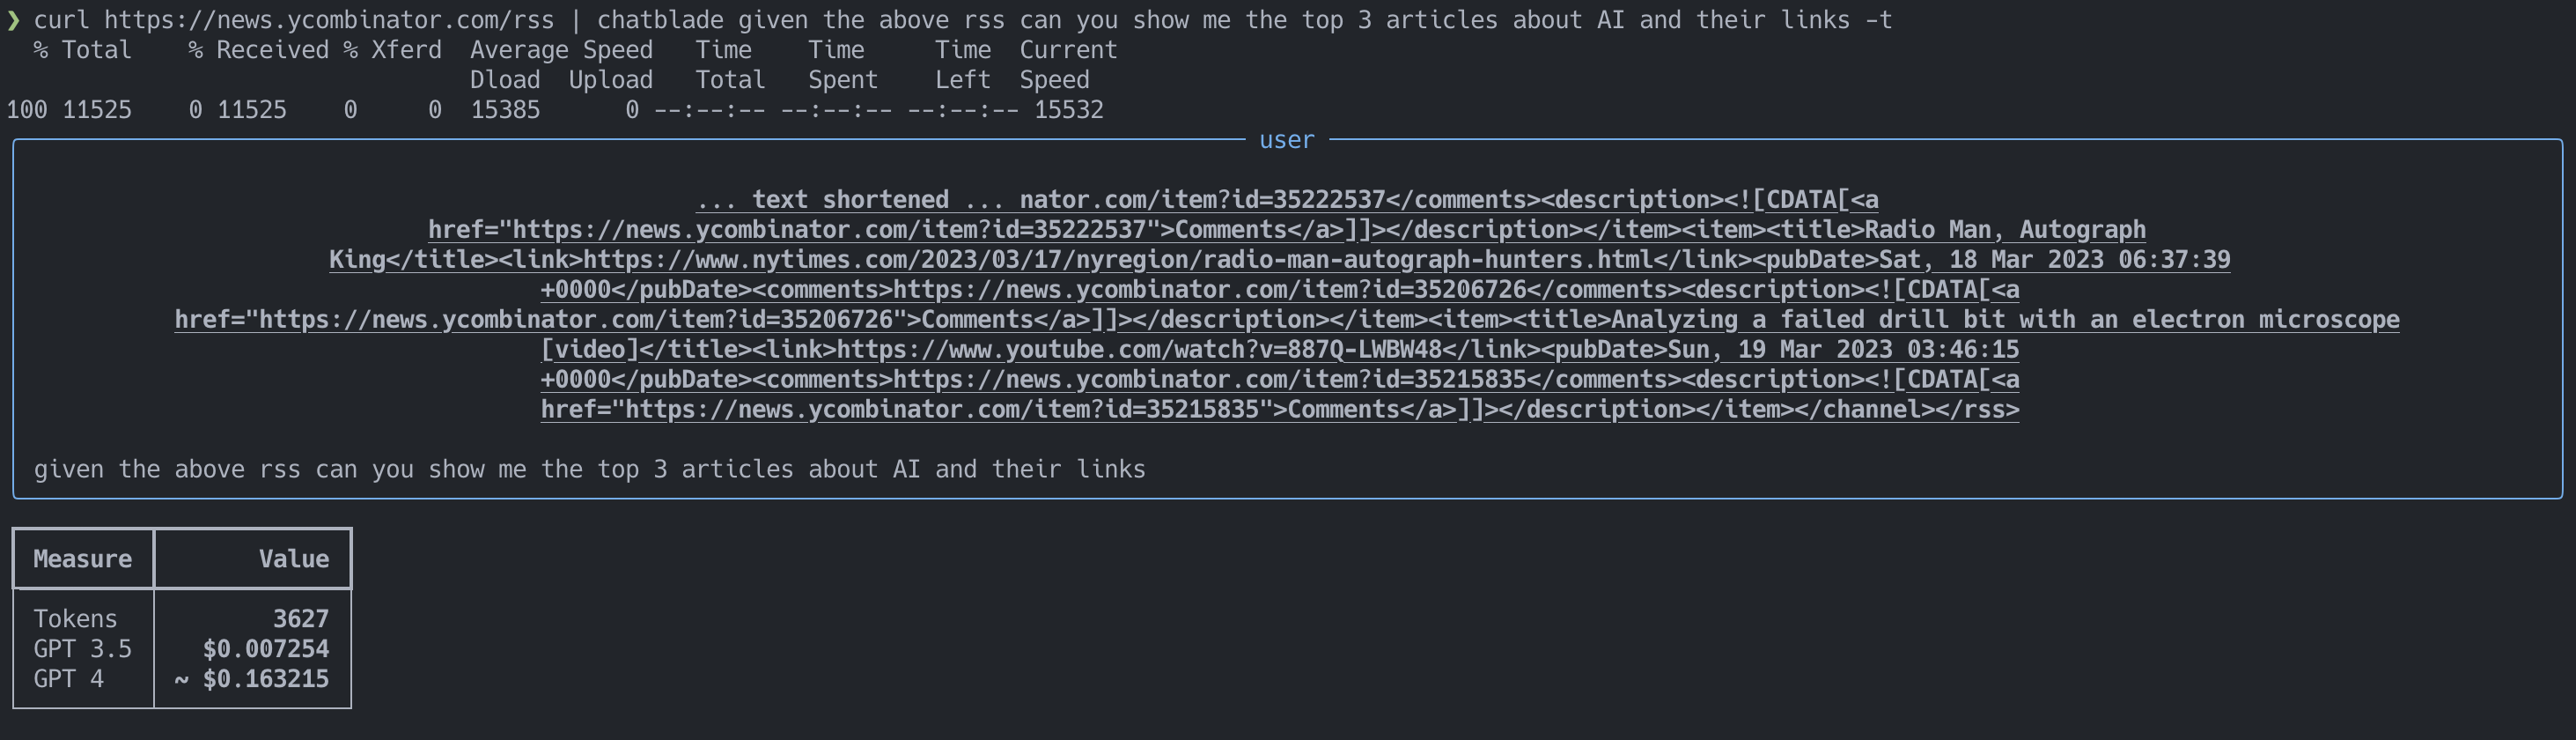 ❯ curl https://news.ycombinator.com/rss | chatblade given the above rss can you show me the top 3 articles about AI and their links -t
% Total % Received % Xferd Average Speed Time Time Time Current
Dload Upload Total Spent Left Speed
100 11525 0 11525 0 0 15385 0 --:--:-- --:--:-- --:--:-- 15532
user
... text shortened ... nator.com/item?id=35222537</comments><description><![CDATA[<a
href="https://news.ycombinator.com/item?id=35222537">Comments</a>]]></description></item><item><title>Radio Man, Autograph
King</title><link>https://www.nytimes.com/2023/03/17/nyregion/radio-man-autograph-hunters.html</link><pubDate>Sat, 18 Mar 2023 06:37:39
+0000</pubDate><comments>https://news.ycombinator.com/item?id=35206726</comments><description><![CDATA[<a
href="https://news.ycombinator.com/item?id=35206726">Comments</a>]]></description></item><item><title>Analyzing a failed drill bit with an electron microscope
[video]</title><link>https://www.youtube.com/watch?v=887Q-LWBW48</link><pubDate>Sun, 19 Mar 2023 03:46:15
+0000</pubDate><comments>https://news.ycombinator.com/item?id=35215835</comments><description><![CDATA[<a
href="https://news.ycombinator.com/item?id=35215835">Comments</a>]]></description></item></channel></rss>
given the above rss can you show me the top 3 articles about AI and their links
Measure Value
Tokens 3627
GPT 3.5 $0.007254
GPT 4 ~ $0.163215